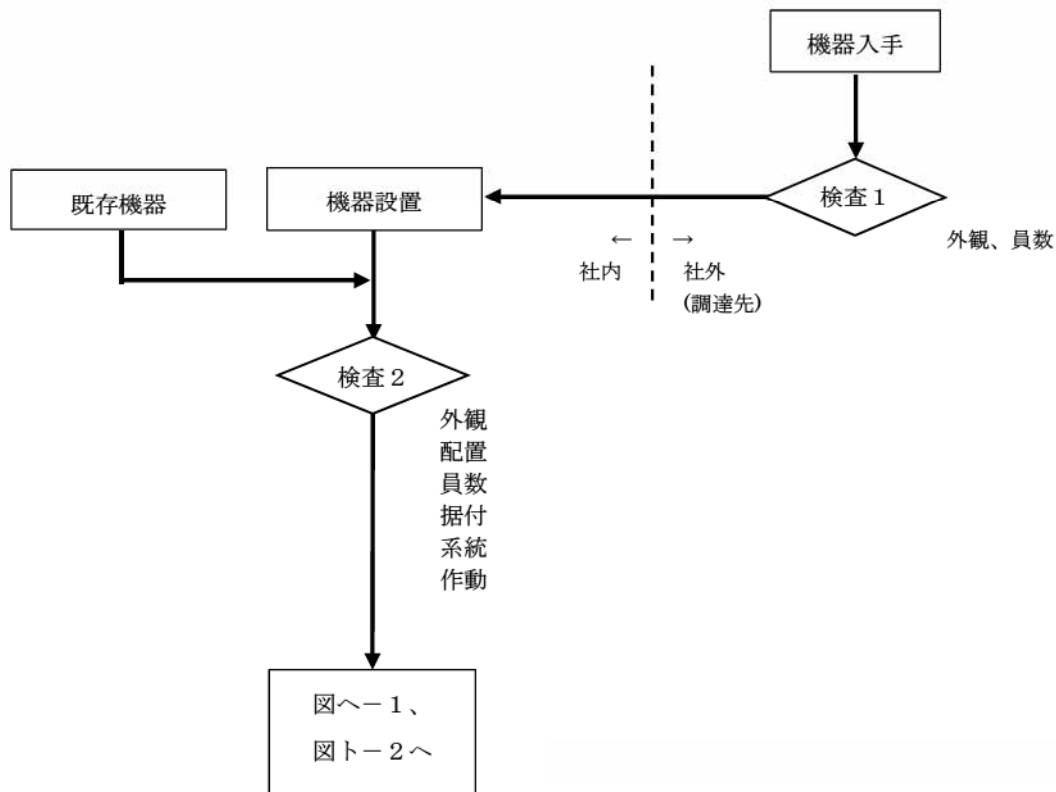 機器入手
検査1
外観、員数
既存機器
機器設置
← →
社内 社外
(調達先)
検査2
外観
配置
員数
据付
系統
作動
図へ－1、
図ト－2へ